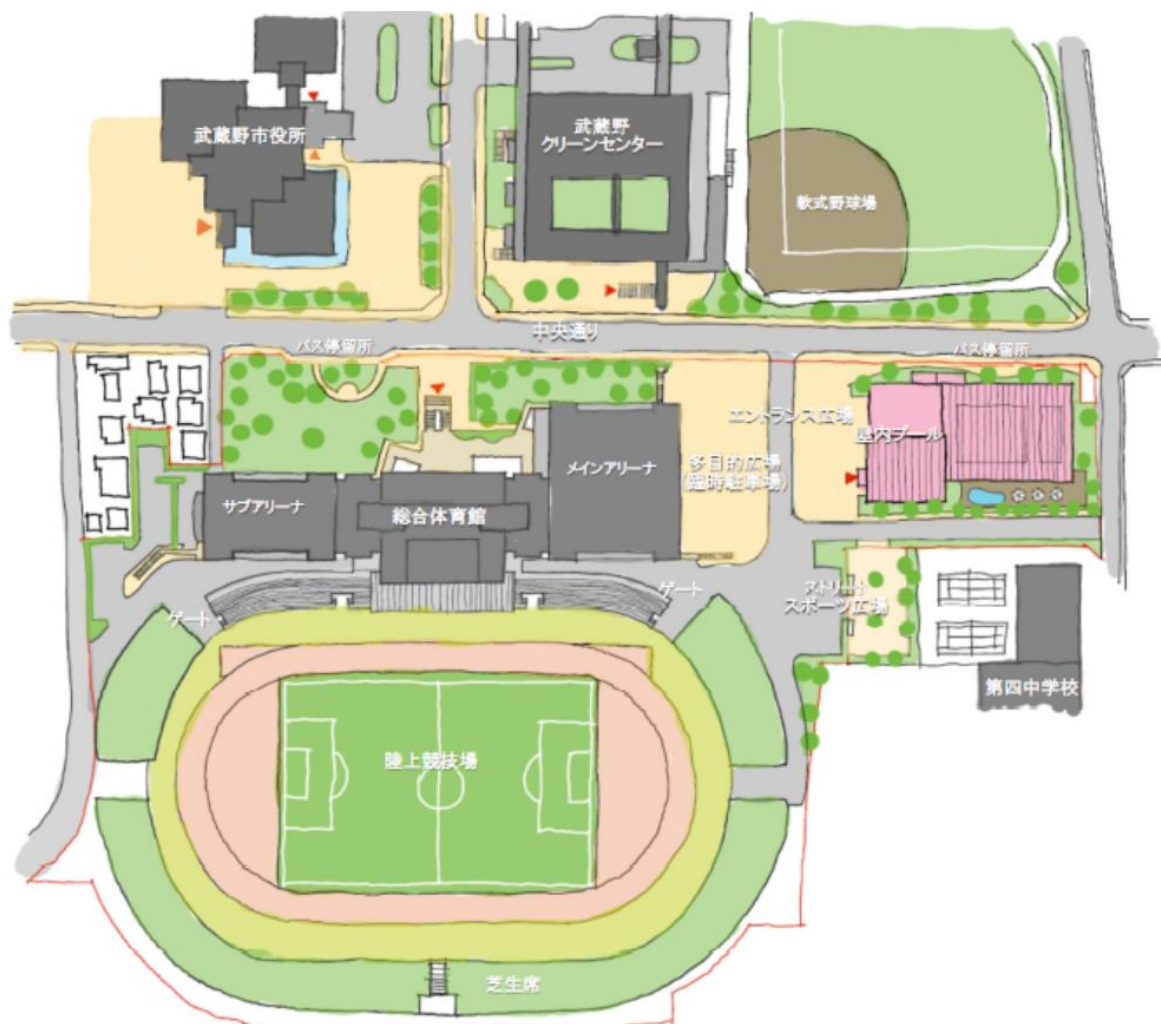 武蔵野市役所
武蔵野
クリーンセンター
軟式野球場
中央通り
バス停留所
バス停留所
エントランス広場
屋内プール
メインアリーナ
多目的広場
(臨時駐車場)
サブアリーナ
総合体育館
ゲート
ゲート
ストリート
スポーツ広場
第四中学校
陸上競技場
芝生席